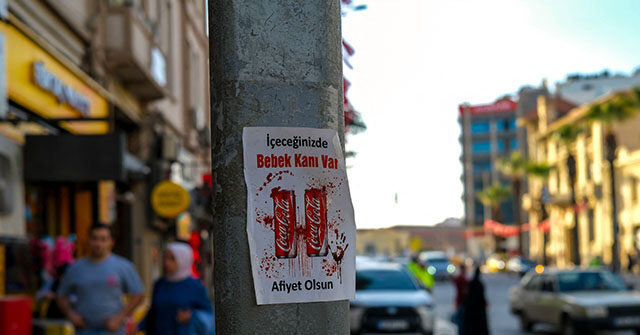 İçeceğinizde
Bebek Kanı Var
Coca-Cola Coca-Cola
Afiyet Olsun